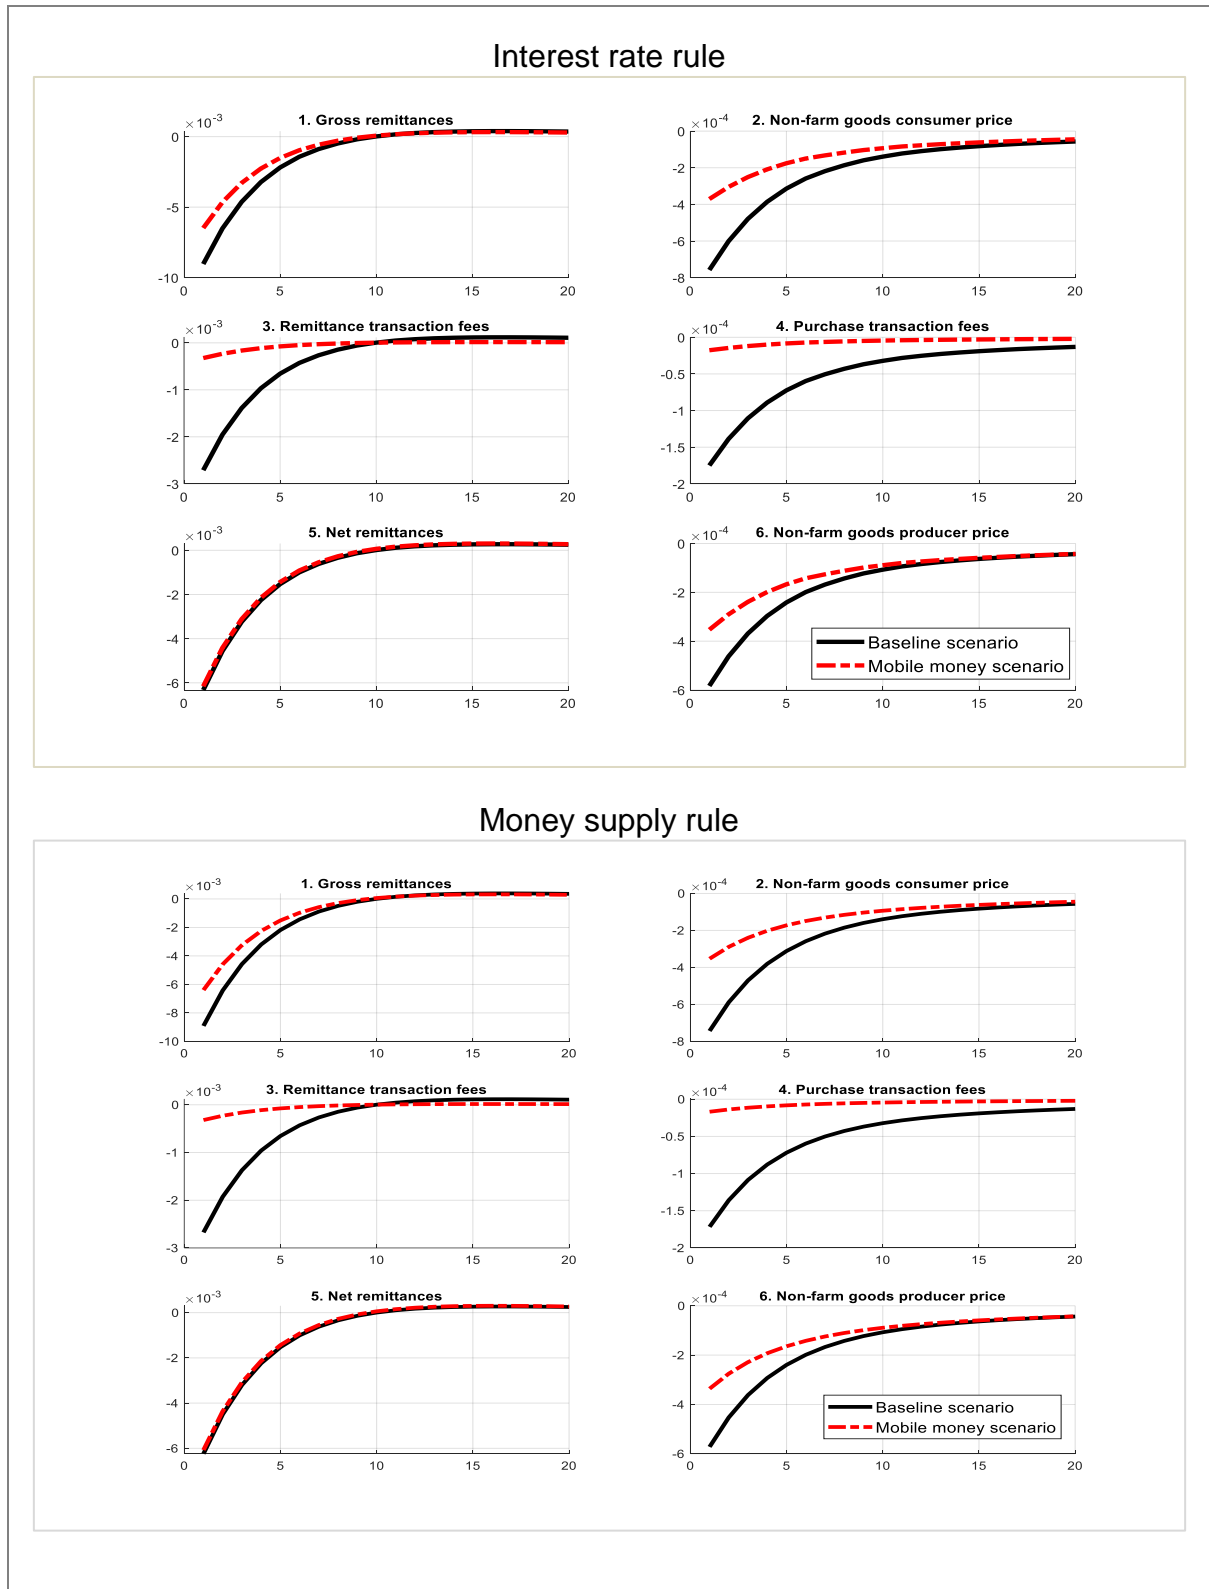 Interest rate rule
1. Gross remittances
×10^-3
0
-5
-10
0 5 10 15 20
2. Non-farm goods consumer price
×10^-4
0
-2
-4
-6
-8
0 5 10 15 20
3. Remittance transaction fees
×10^-3
0
-1
-2
-3
0 5 10 15 20
4. Purchase transaction fees
×10^-4
0
-0.5
-1
-1.5
-2
0 5 10 15 20
5. Net remittances
×10^-3
0
-2
-4
-6
0 5 10 15 20
6. Non-farm goods producer price
×10^-4
0
-2
-4
-6
Baseline scenario
Mobile money scenario
0 5 10 15 20
Money supply rule
1. Gross remittances
×10^-3
0
-2
-4
-6
-8
-10
0 5 10 15 20
2. Non-farm goods consumer price
×10^-4
0
-2
-4
-6
-8
0 5 10 15 20
3. Remittance transaction fees
×10^-3
0
-1
-2
-3
0 5 10 15 20
4. Purchase transaction fees
×10^-4
0
-0.5
-1
-1.5
-2
0 5 10 15 20
5. Net remittances
×10^-3
0
-2
-4
-6
0 5 10 15 20
6. Non-farm goods producer price
×10^-4
0
-2
-4
-6
Baseline scenario
Mobile money scenario
0 5 10 15 20